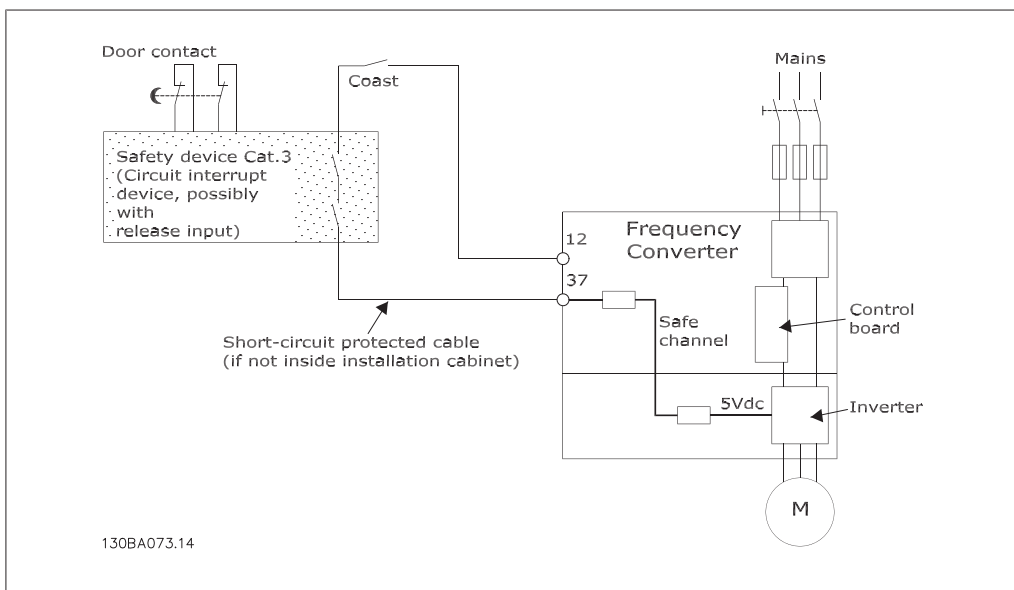 Door contact
Mains
Coast
Safety device Cat.3
(Circuit interrupt
device, possibly
with
release input)
12
Frequency
Converter
37
Safe
channel
Control
board
Short-circuit protected cable
(if not inside installation cabinet)
5Vdc
Inverter
M
130BA073.14